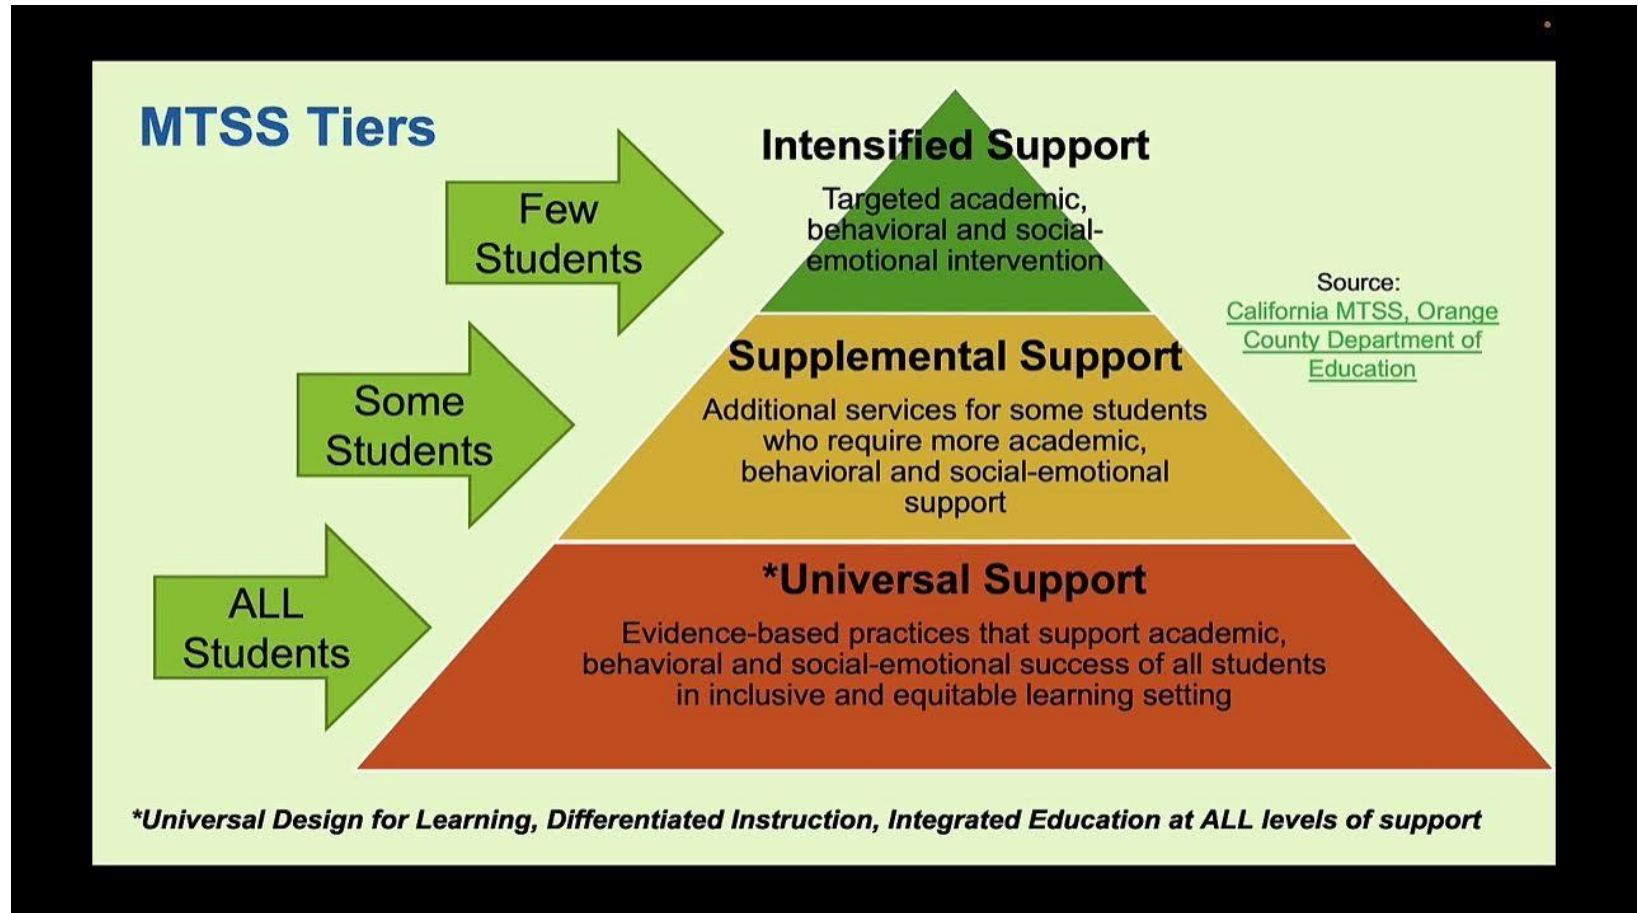 MTSS Tiers
Few
Students
Intensified Support
Targeted academic,
behavioral and social-
emotional intervention
Source:
California MTSS, Orange
County Department of
Education
Some
Students
Supplemental Support
Additional services for some students
who require more academic,
behavioral and social-emotional
support
ALL
Students
*Universal Support
Evidence-based practices that support academic,
behavioral and social-emotional success of all students
in inclusive and equitable learning setting
*Universal Design for Learning, Differentiated Instruction, Integrated Education at ALL levels of support